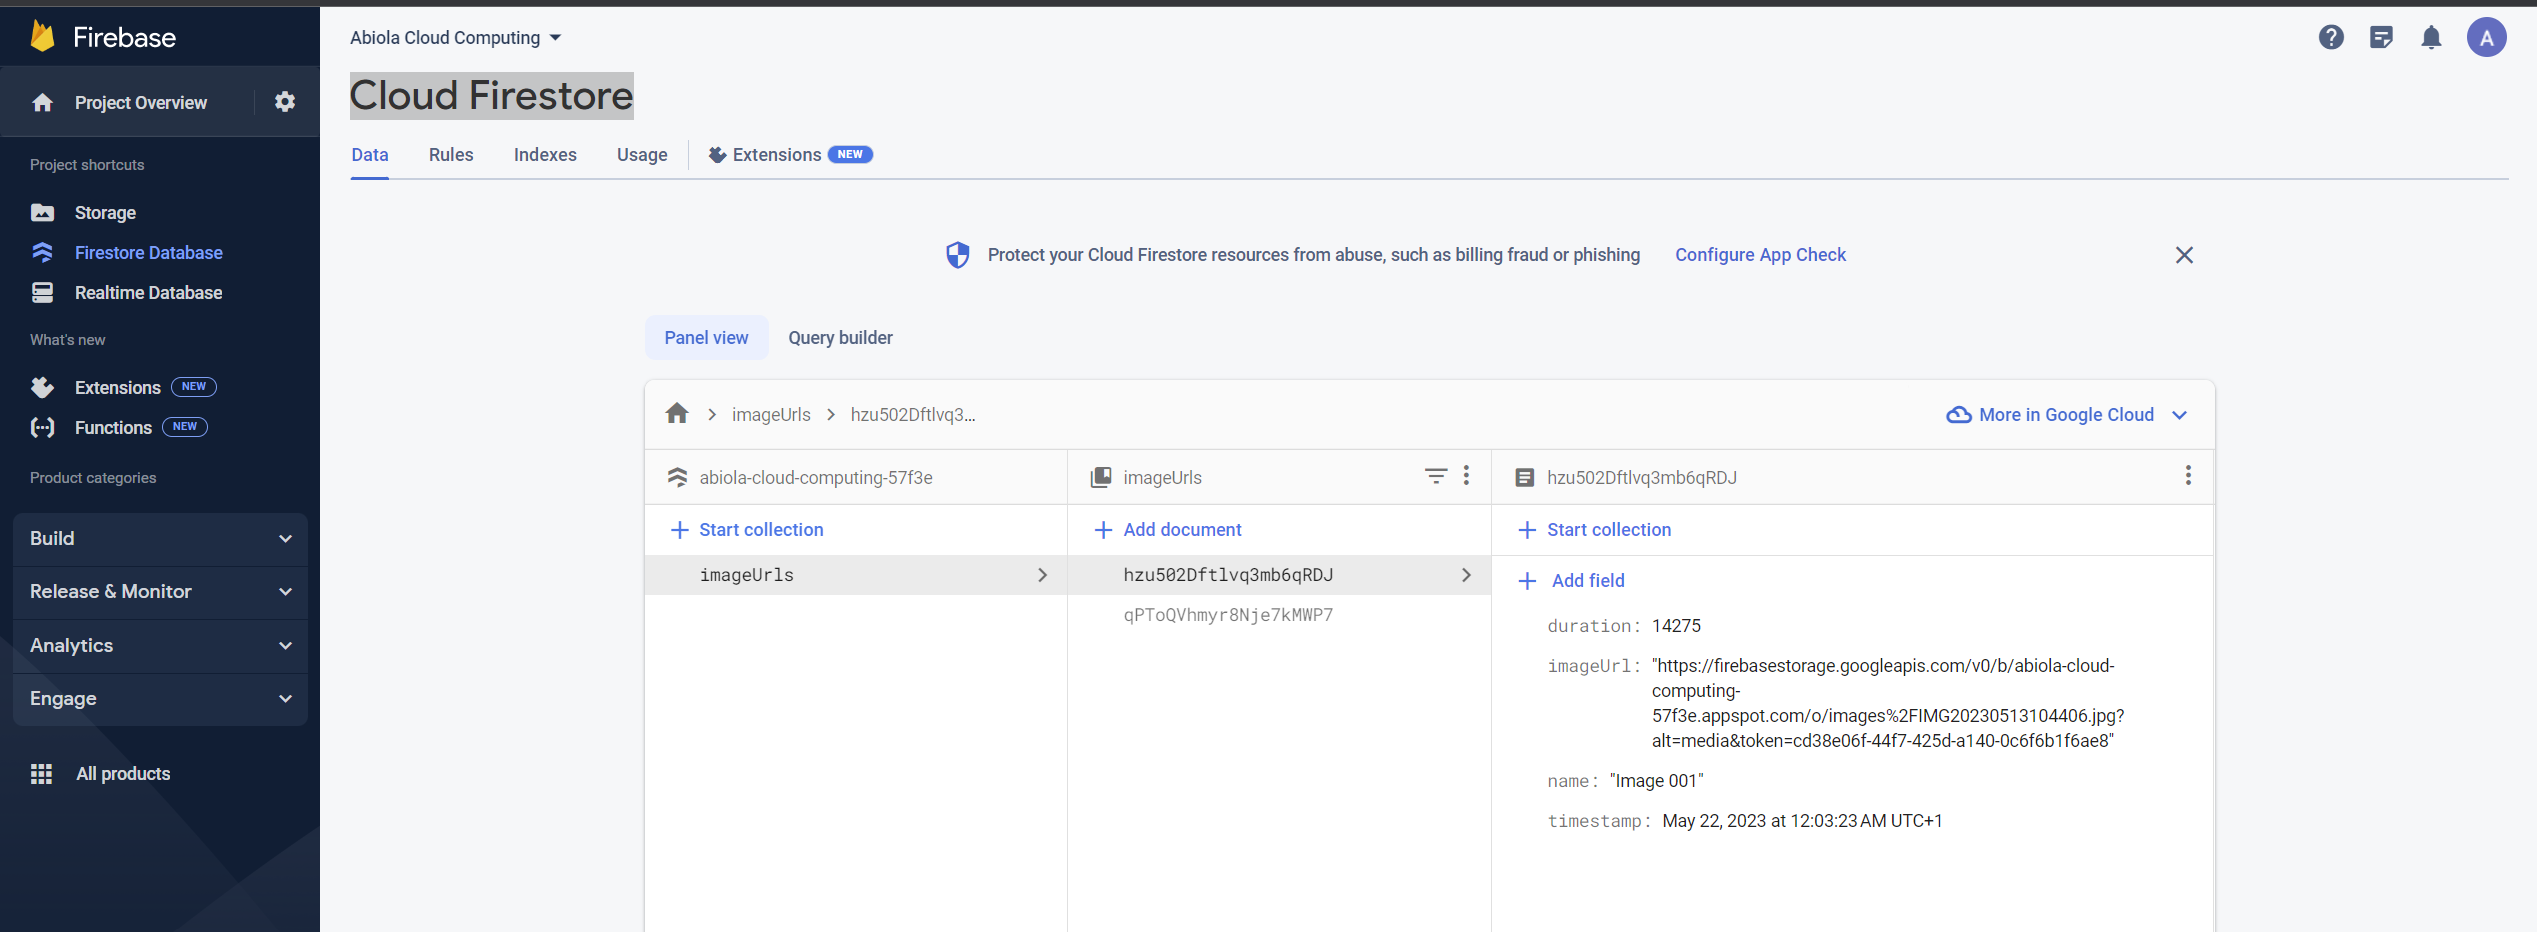 Firebase
Project Overview
Project shortcuts
Storage
Firestore Database
Realtime Database
What's new
Extensions NEW
Functions NEW
Product categories
Build
Release & Monitor
Analytics
Engage
All products
Abiola Cloud Computing
A
Cloud Firestore
Data Rules Indexes Usage Extensions NEW
Protect your Cloud Firestore resources from abuse, such as billing fraud or phishing Configure App Check
Panel view Query builder
imageUrls hzu502Dftlvq3...
More in Google Cloud
abiola-cloud-computing-57f3e
Start collection
imageUrls
imageUrls
Add document
hzu502Dftlvq3mb6qRDJ
qPToQVhmyr8Nje7kMWP7
hzu502Dftlvq3mb6qRDJ
Start collection
Add field
duration: 14275
imageUrl: "https://firebasestorage.googleapis.com/v0/b/abiola-cloud-
computing-
57f3e.appspot.com/o/images%2FIMG20230513104406.jpg?
alt=media&token=cd38e06f-44f7-425d-a140-0c6f6b1f6ae8"
name: "Image 001"
timestamp: May 22, 2023 at 12:03:23 AM UTC+1